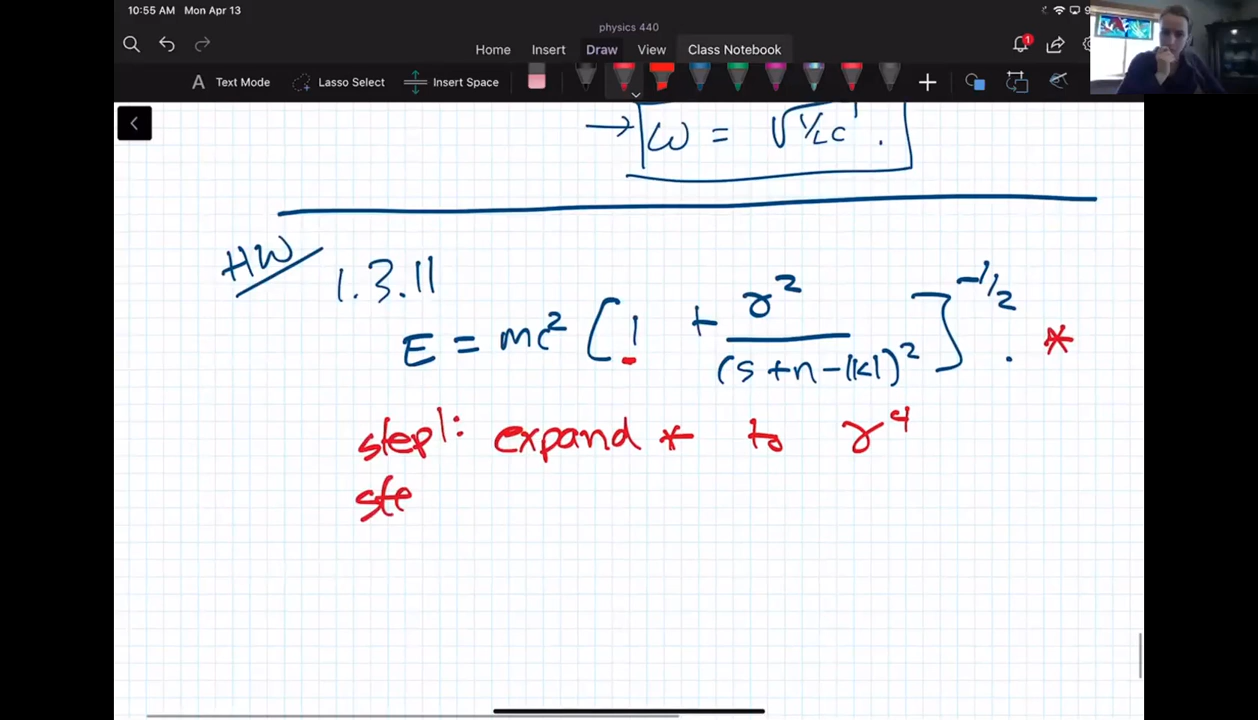 10:55 AM Mon Apr 13
physics 440
Home Insert Draw View Class Notebook
1
Text Mode Lasso Select Insert Space
→ ω = √1/LC .
HW 1.3.11
E = mc² [ 1 + γ² / (s + n - |k|)² ]^-1/2 . *
step1: expand * to γ⁴
ste